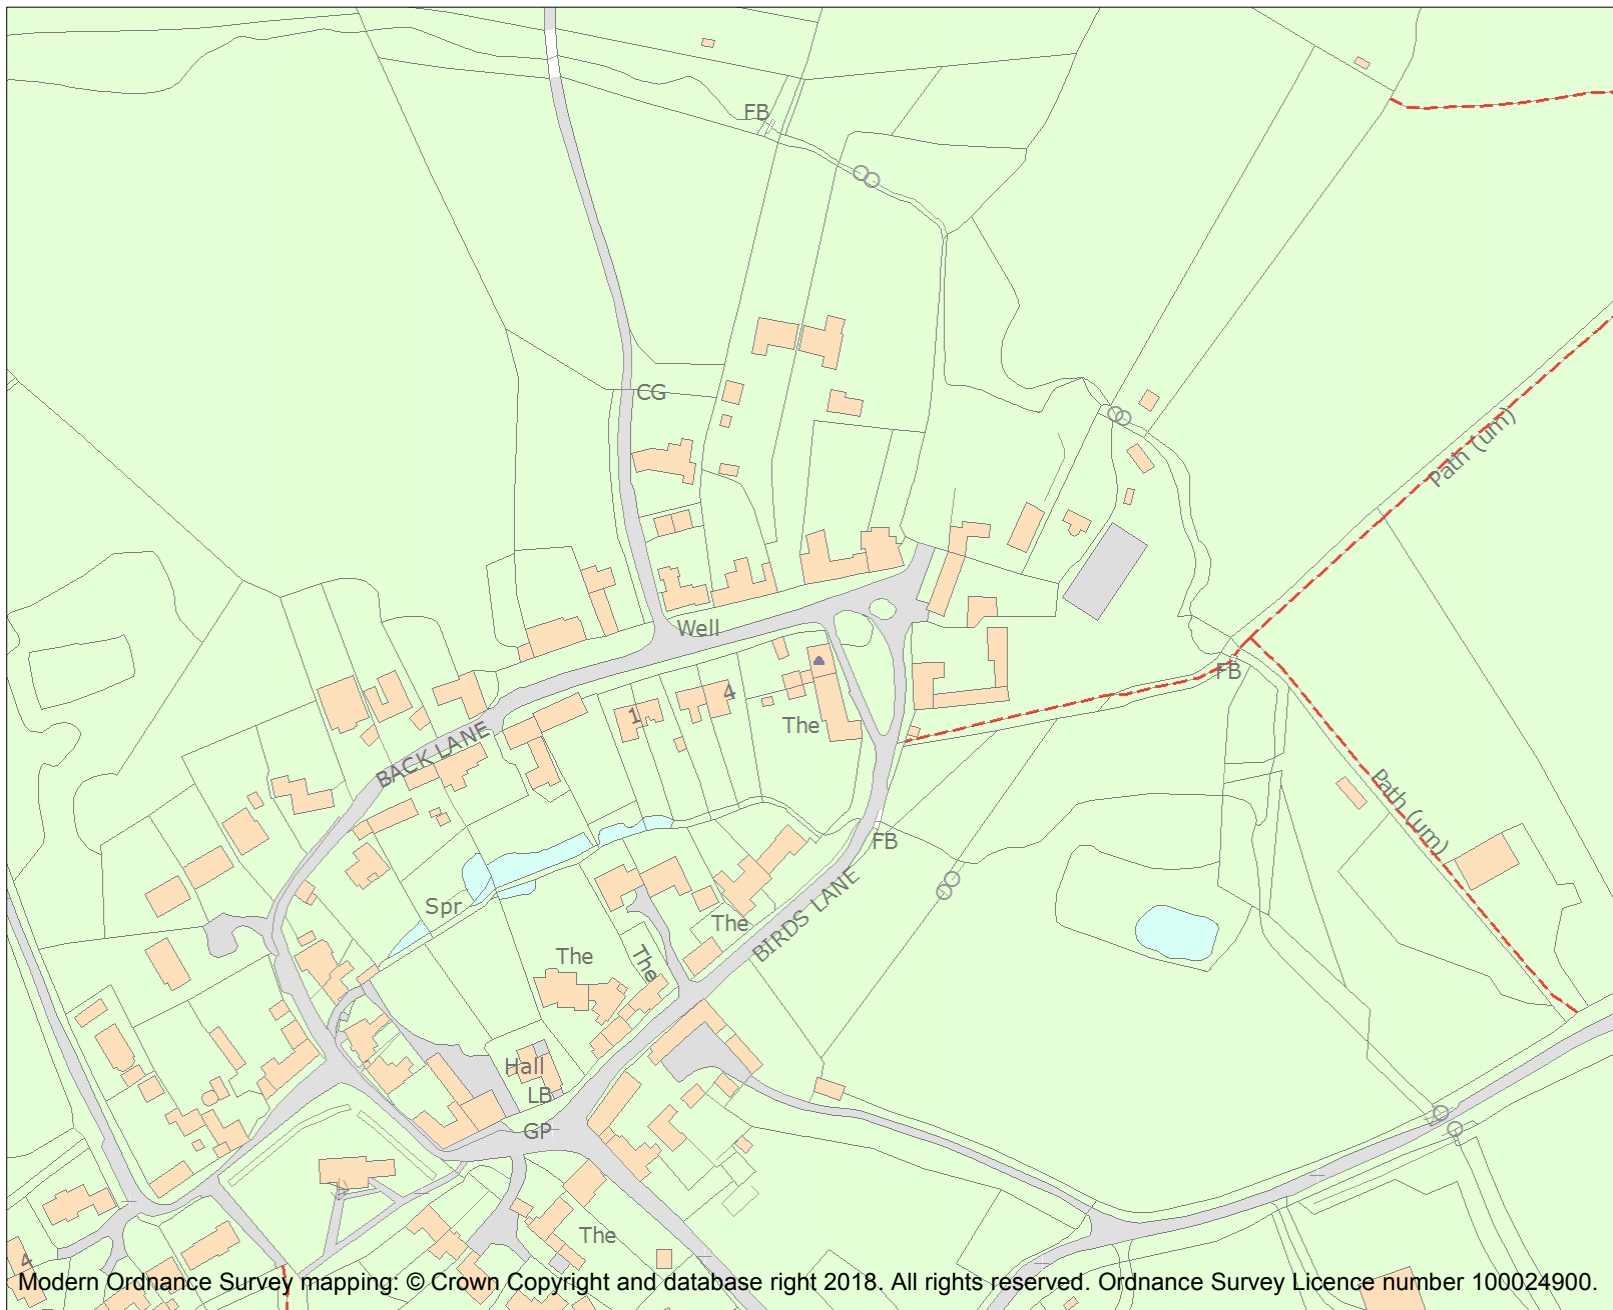 FB
CG
Path (um)
Well
FB
4
1
The
BACK LANE
Path (um)
FB
BIRDS LANE
Spr
The
The
The
Hall
LB
GP
The
4
Modern Ordnance Survey mapping: © Crown Copyright and database right 2018. All rights reserved. Ordnance Survey Licence number 100024900.